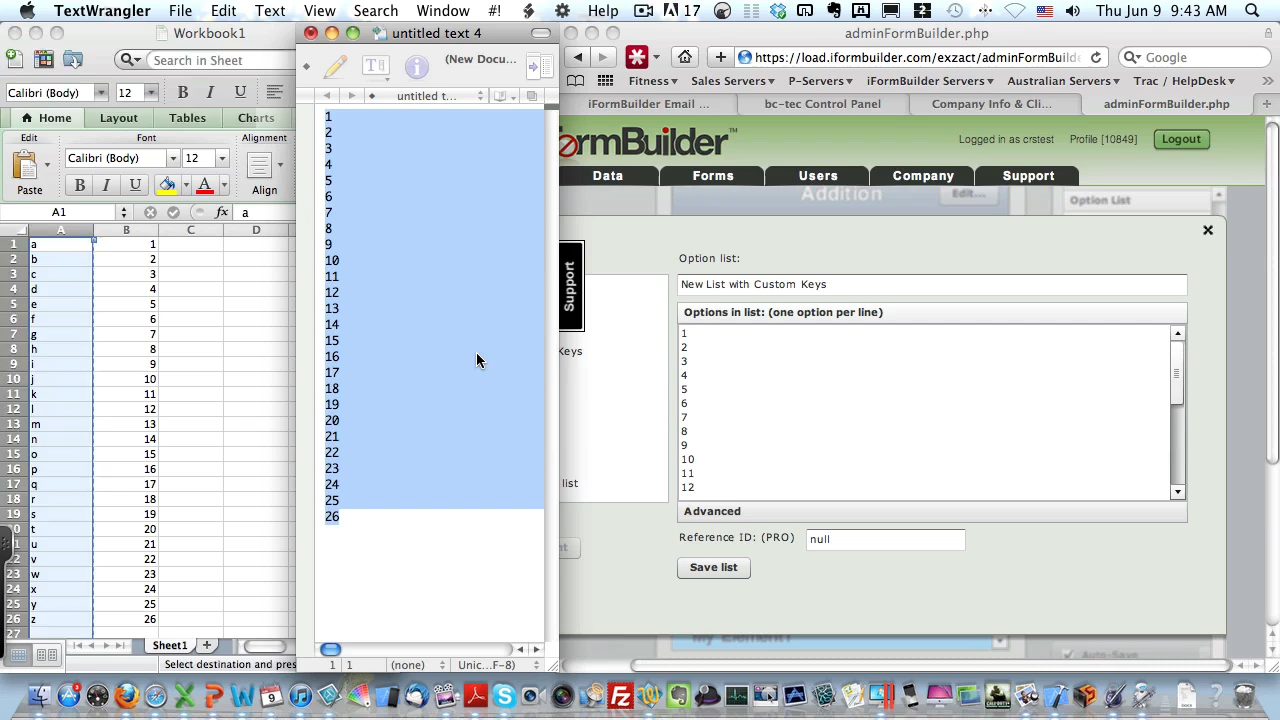 TextWrangler File Edit Text View Search Window #! Help 17 Thu Jun 9 9:43 AM
Workbook1
Search in Sheet
Calibri (Body) 12 B I U
Home Layout Tables Charts
Edit Font Alignment
Calibri (Body) 12
Paste B I U A Align
A1 fx a
A B C D
1 a 1
2 b 2
3 c 3
4 d 4
5 e 5
6 f 6
7 g 7
8 h 8
9 i 9
10 j 10
11 k 11
12 l 12
13 m 13
14 n 14
15 o 15
16 p 16
17 q 17
18 r 18
19 s 19
20 t 20
21 u 21
22 v 22
23 w 23
24 x 24
25 y 25
26 z 26
27
Sheet1
Select destination and pres
untitled text 4
(New Docu...
untitled t...
1
2
3
4
5
6
7
8
9
10
11
12
13
14
15
16
17
18
19
20
21
22
23
24
25
26
1 1 (none) Unic...F-8)
adminFormBuilder.php
https://load.iformbuilder.com/exzact/adminFormBuild
Google
Fitness Sales Servers P-Servers iFormBuilder Servers Australian Servers Trac / HelpDesk
iFormBuilder Email ... bc-tec Control Panel Company Info & Cli... adminFormBuilder.php
ormBuilder™
Logged in as crstest Profile [10849] Logout
Data Forms Users Company Support
Addition Edit... Option List
Support
Keys
list
nt
Option list:
New List with Custom Keys
Options in list: (one option per line)
1
2
3
4
5
6
7
8
9
10
11
12
Advanced
Reference ID: (PRO) null
Save list
My Element7
Auto-Save